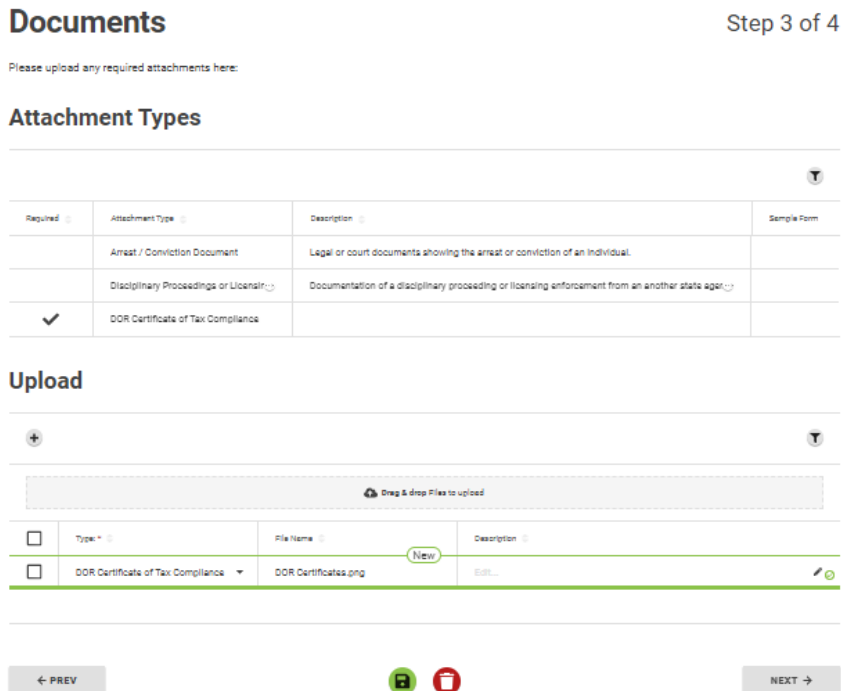 Documents
Step 3 of 4
Please upload any required attachments here:
Attachment Types
Required Attachment Type Description Sample Form
Arrest / Conviction Document Legal or court documents showing the arrest or conviction of an individual.
Disciplinary Proceedings or Licensin... Documentation of a disciplinary proceeding or licensing enforcement from an another state agen...
DOR Certificate of Tax Compliance
Upload
Drag & drop Files to upload
Type: * File Name Description
New
DOR Certificate of Tax Compliance DOR Certificates.png Edit...
← PREV NEXT →